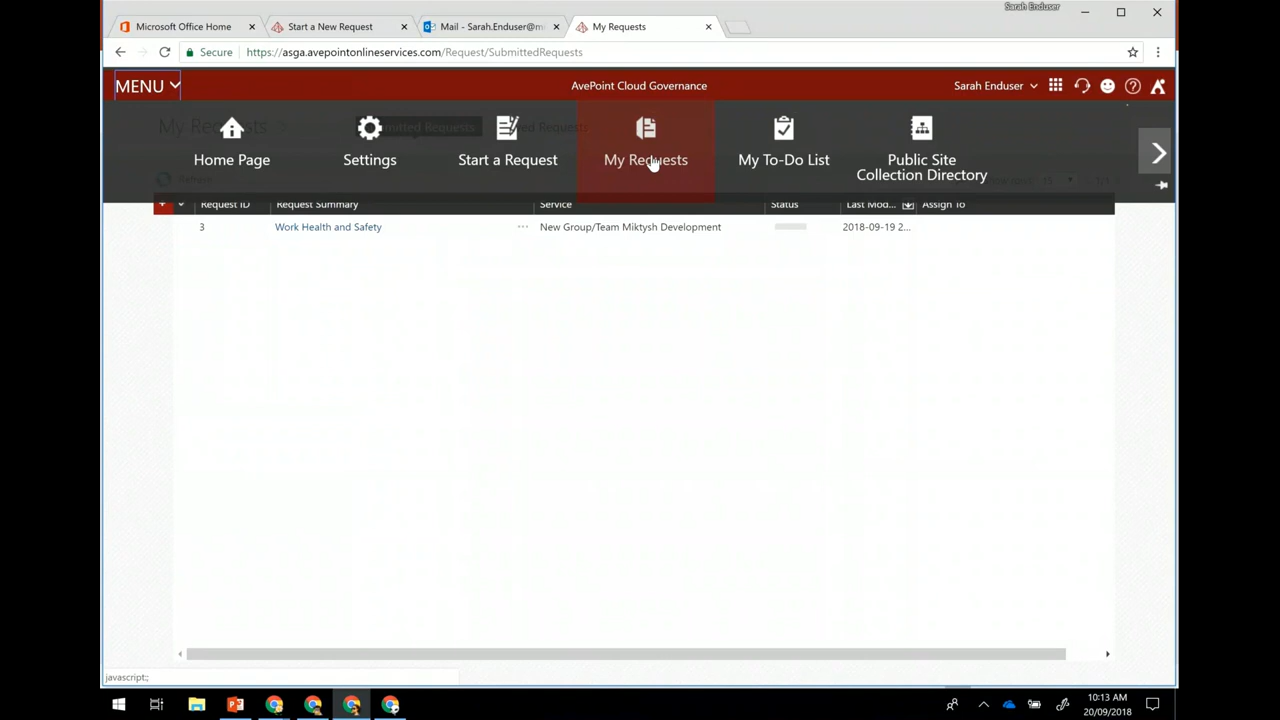 Sarah Enduser
Microsoft Office Home
Start a New Request
Mail - Sarah.Enduser@mi
My Requests
Secure
https://asga.avepointonlineservices.com/Request/SubmittedRequests
MENU
AvePoint Cloud Governance
Sarah Enduser
My Requests
Home Page
Settings
Start a Request
My Requests
My To-Do List
Public Site
Collection Directory
Request ID
Request Summary
Service
Status
Last Mod...
Assign To
3
Work Health and Safety
...
New Group/Team Miktysh Development
2018-09-19 2...
javascript:;
10:13 AM
20/09/2018